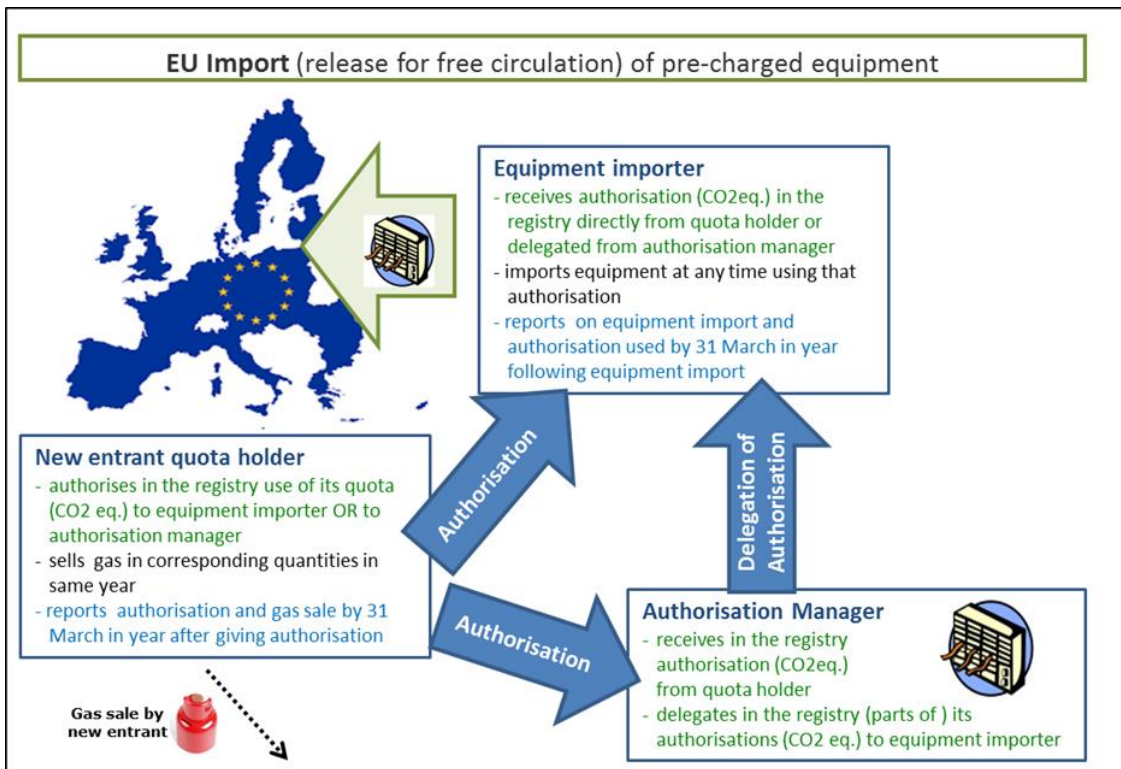 EU Import (release for free circulation) of pre-charged equipment
Equipment importer
- receives authorisation (CO2eq.) in the
registry directly from quota holder or
delegated from authorisation manager
- imports equipment at any time using that
authorisation
- reports on equipment import and
authorisation used by 31 March in year
following equipment import
New entrant quota holder
- authorises in the registry use of its quota
(CO2 eq.) to equipment importer OR to
authorisation manager
- sells gas in corresponding quantities in
same year
- reports authorisation and gas sale by 31
March in year after giving authorisation
Authorisation
Authorisation
Delegation of
Authorisation
Authorisation Manager
- receives in the registry
authorisation (CO2eq.)
from quota holder
- delegates in the registry (parts of ) its
authorisations (CO2 eq.) to equipment importer
Gas sale by
new entrant